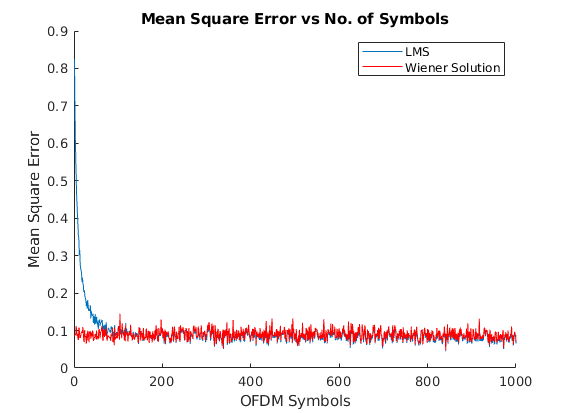 Mean Square Error vs No. of Symbols
0.9
0.8
0.7
0.6
0.5
0.4
0.3
0.2
0.1
0
Mean Square Error
LMS
Wiener Solution
0 200 400 600 800 1000
OFDM Symbols